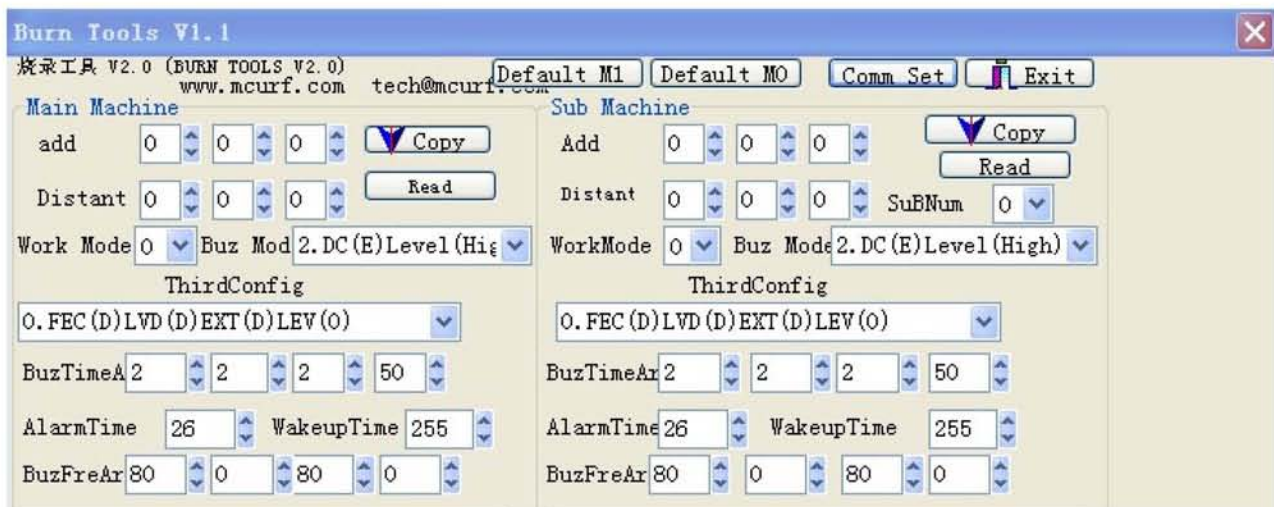 Burn Tools V1.1
烧录工具 V2.0 (BURN TOOLS V2.0)
www.mcurf.com tech@mcurf.com
Default M1 Default M0 Comm Set Exit
Main Machine
add 0 0 0 Copy
Distant 0 0 0 Read
Work Mode 0 Buz Mod 2.DC(E)Level(Hig
ThirdConfig
0.FEC(D)LVD(D)EXT(D)LEV(0)
BuzTimeA 2 2 2 50
AlarmTime 26 WakeupTime 255
BuzFreAr 80 0 80 0
Sub Machine
Add 0 0 0 Copy
Read
Distant 0 0 0 SuBNum 0
WorkMode 0 Buz Mode 2.DC(E)Level(High)
ThirdConfig
0.FEC(D)LVD(D)EXT(D)LEV(0)
BuzTimeAr 2 2 2 50
AlarmTime 26 WakeupTime 255
BuzFreAr 80 0 80 0